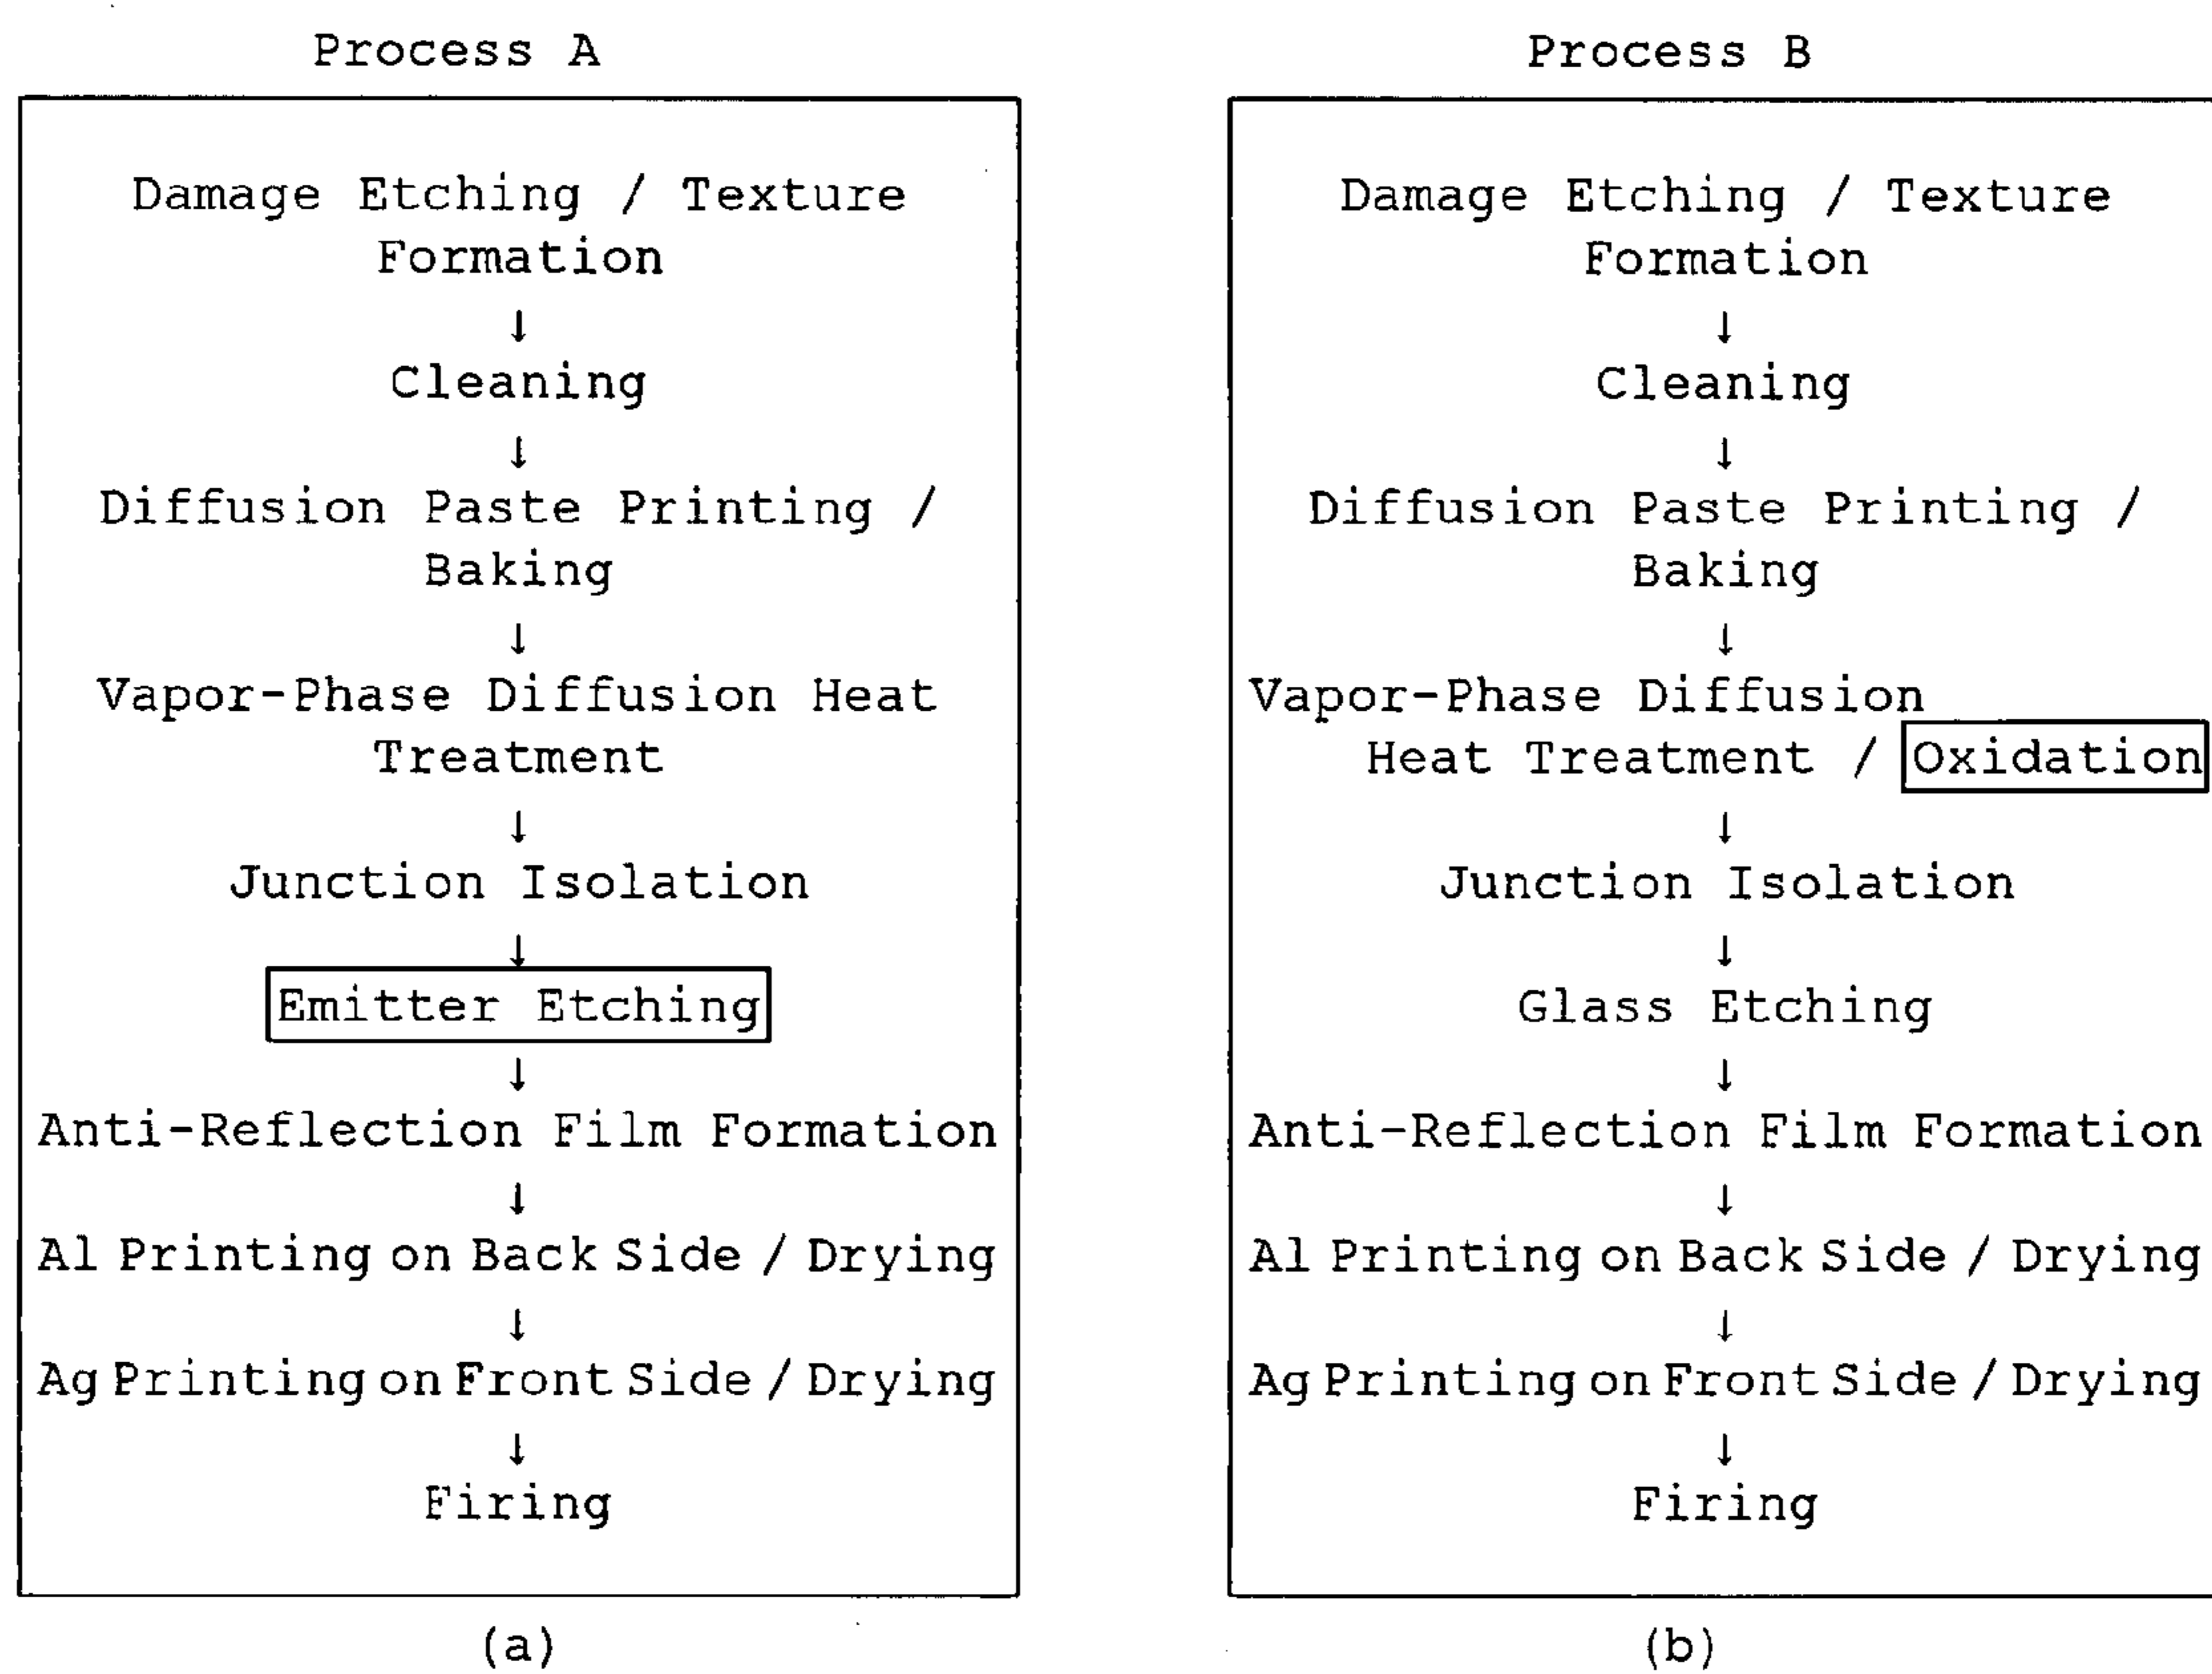 Process A
Damage Etching / Texture
Formation
↓
Cleaning
↓
Diffusion Paste Printing /
Baking
↓
Vapor-Phase Diffusion Heat
Treatment
↓
Junction Isolation
↓
Emitter Etching
↓
Anti-Reflection Film Formation
↓
Al Printing on Back Side / Drying
↓
Ag Printing on Front Side / Drying
↓
Firing
(a)
Process B
Damage Etching / Texture
Formation
↓
Cleaning
↓
Diffusion Paste Printing /
Baking
↓
Vapor-Phase Diffusion
Heat Treatment / Oxidation
↓
Junction Isolation
↓
Glass Etching
↓
Anti-Reflection Film Formation
↓
Al Printing on Back Side / Drying
↓
Ag Printing on Front Side / Drying
↓
Firing
(b)